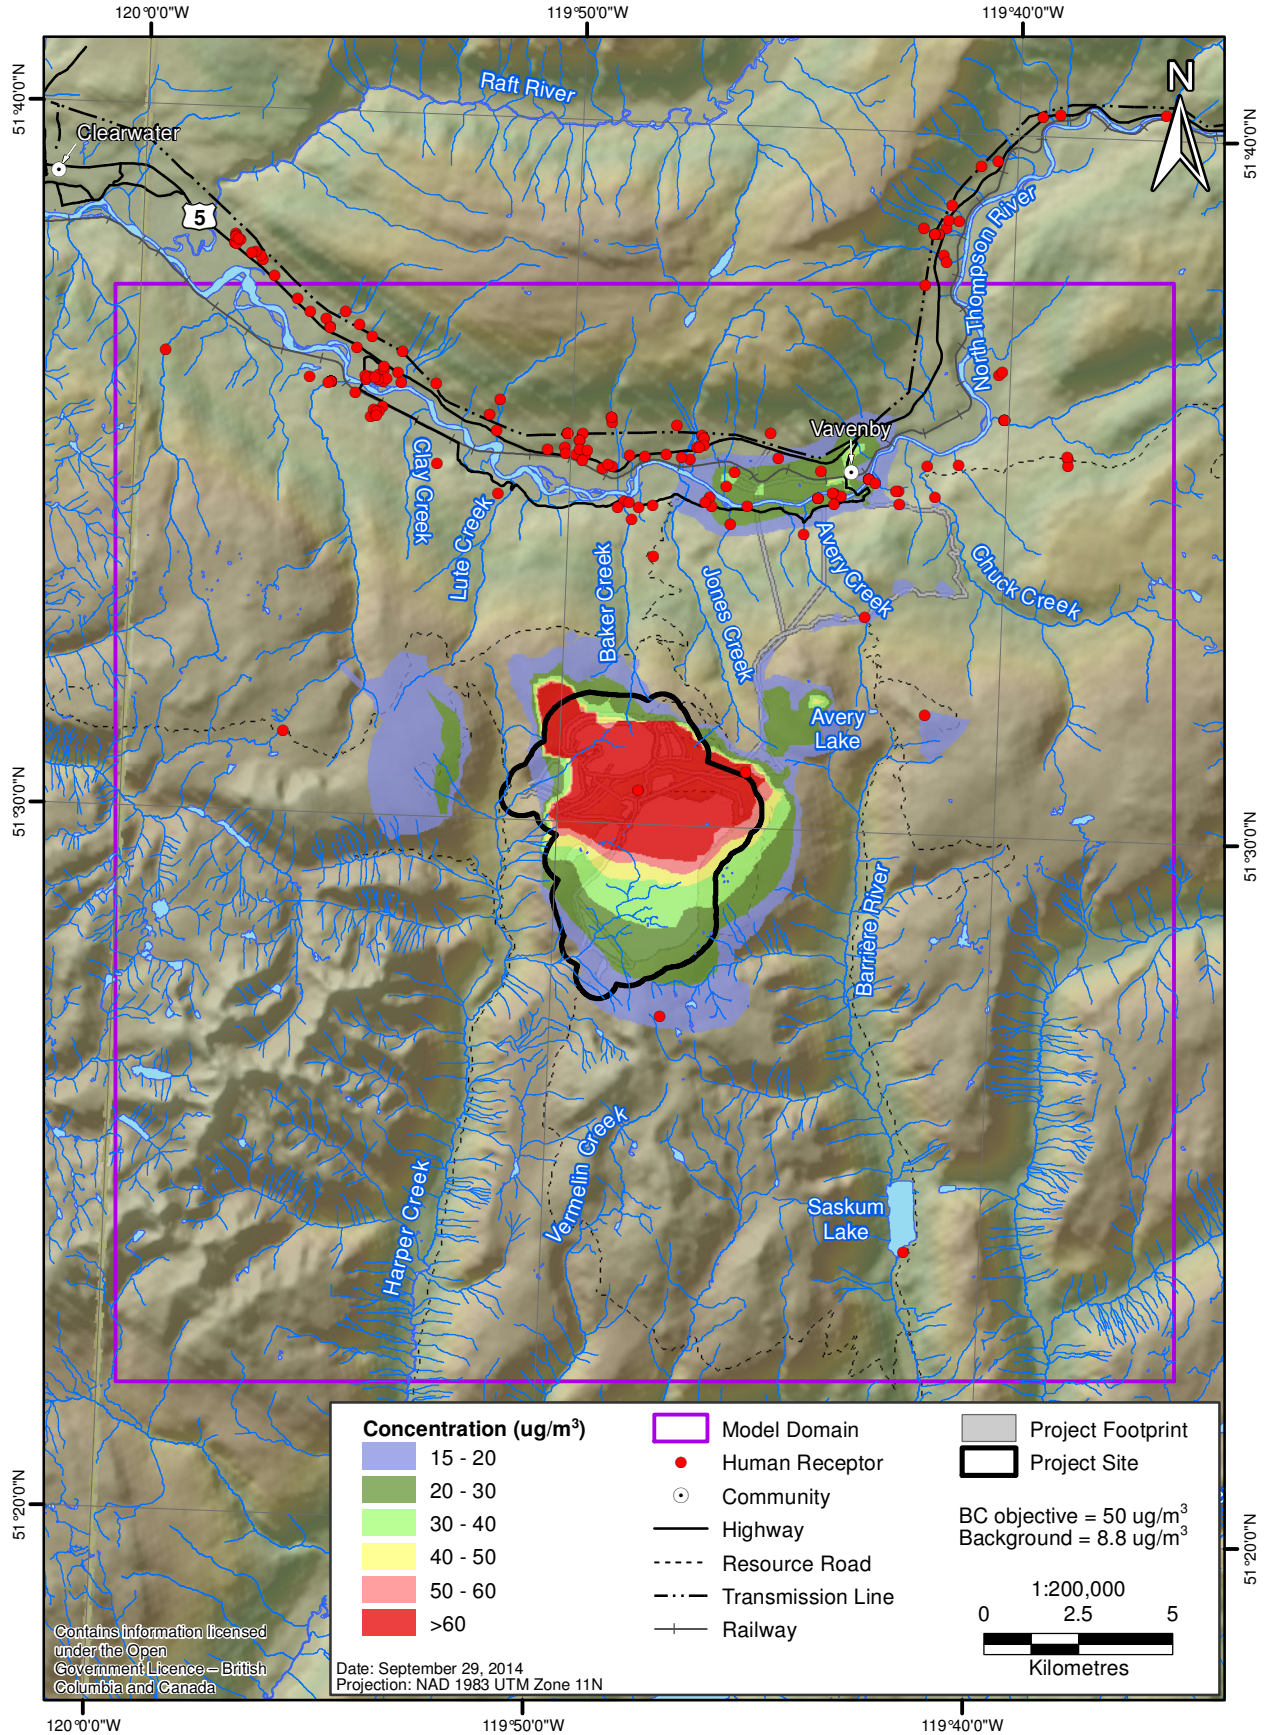 120°0'0"W
119°50'0"W
119°40'0"W
51°40'0"N
51°40'0"N
N
Raft River
Clearwater
5
North Thompson River
Vavenby
Clay Creek
Lute Creek
Baker Creek
Jones Creek
Avery Creek
Chuck Creek
Avery
Lake
51°30'0"N
51°30'0"N
Barrière River
Harper Creek
Vermelin Creek
Saskum
Lake
51°20'0"N
51°20'0"N
Concentration (ug/m³)
15 - 20
20 - 30
30 - 40
40 - 50
50 - 60
>60
Model Domain
Human Receptor
Community
Highway
Resource Road
Transmission Line
Railway
Project Footprint
Project Site
BC objective = 50 ug/m³
Background = 8.8 ug/m³
1:200,000
0 2.5 5
Kilometres
Date: September 29, 2014
Projection: NAD 1983 UTM Zone 11N
Contains information licensed
under the Open
Government Licence – British
Columbia and Canada
120°0'0"W
119°50'0"W
119°40'0"W